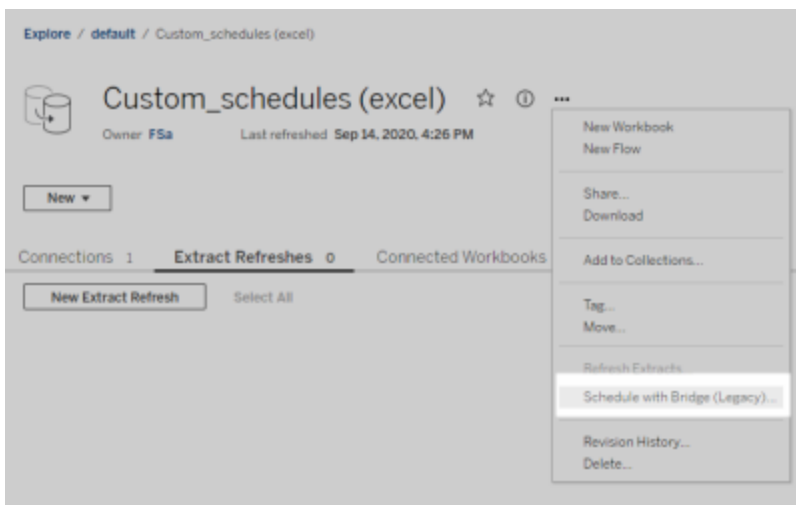 Explore / default / Custom_schedules (excel)
Custom_schedules (excel)
Owner FSa Last refreshed Sep 14, 2020, 4:26 PM
New
Connections 1 Extract Refreshes 0 Connected Workbooks
New Extract Refresh Select All
New Workbook
New Flow
Share...
Download
Add to Collections...
Tag...
Move...
Refresh Extracts...
Schedule with Bridge (Legacy)...
Revision History...
Delete...